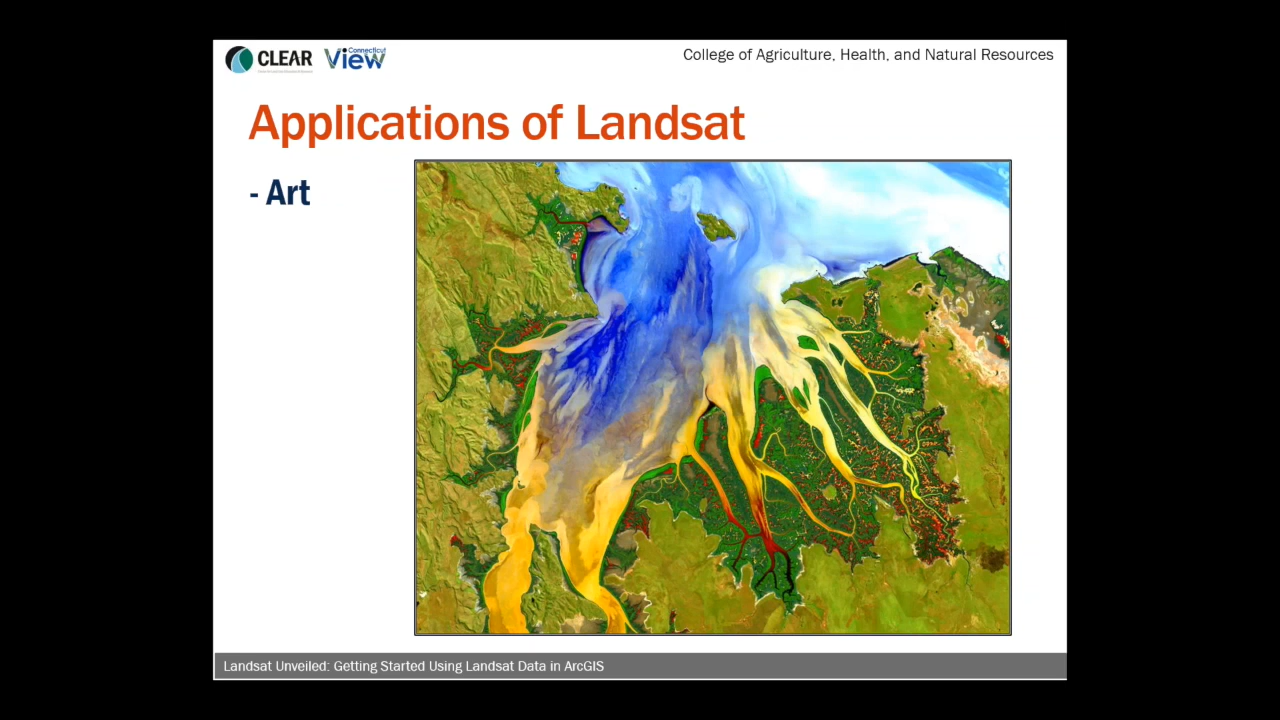 CLEAR
Connecticut
View
College of Agriculture, Health, and Natural Resources
Applications of Landsat
- Art
Landsat Unveiled: Getting Started Using Landsat Data in ArcGIS